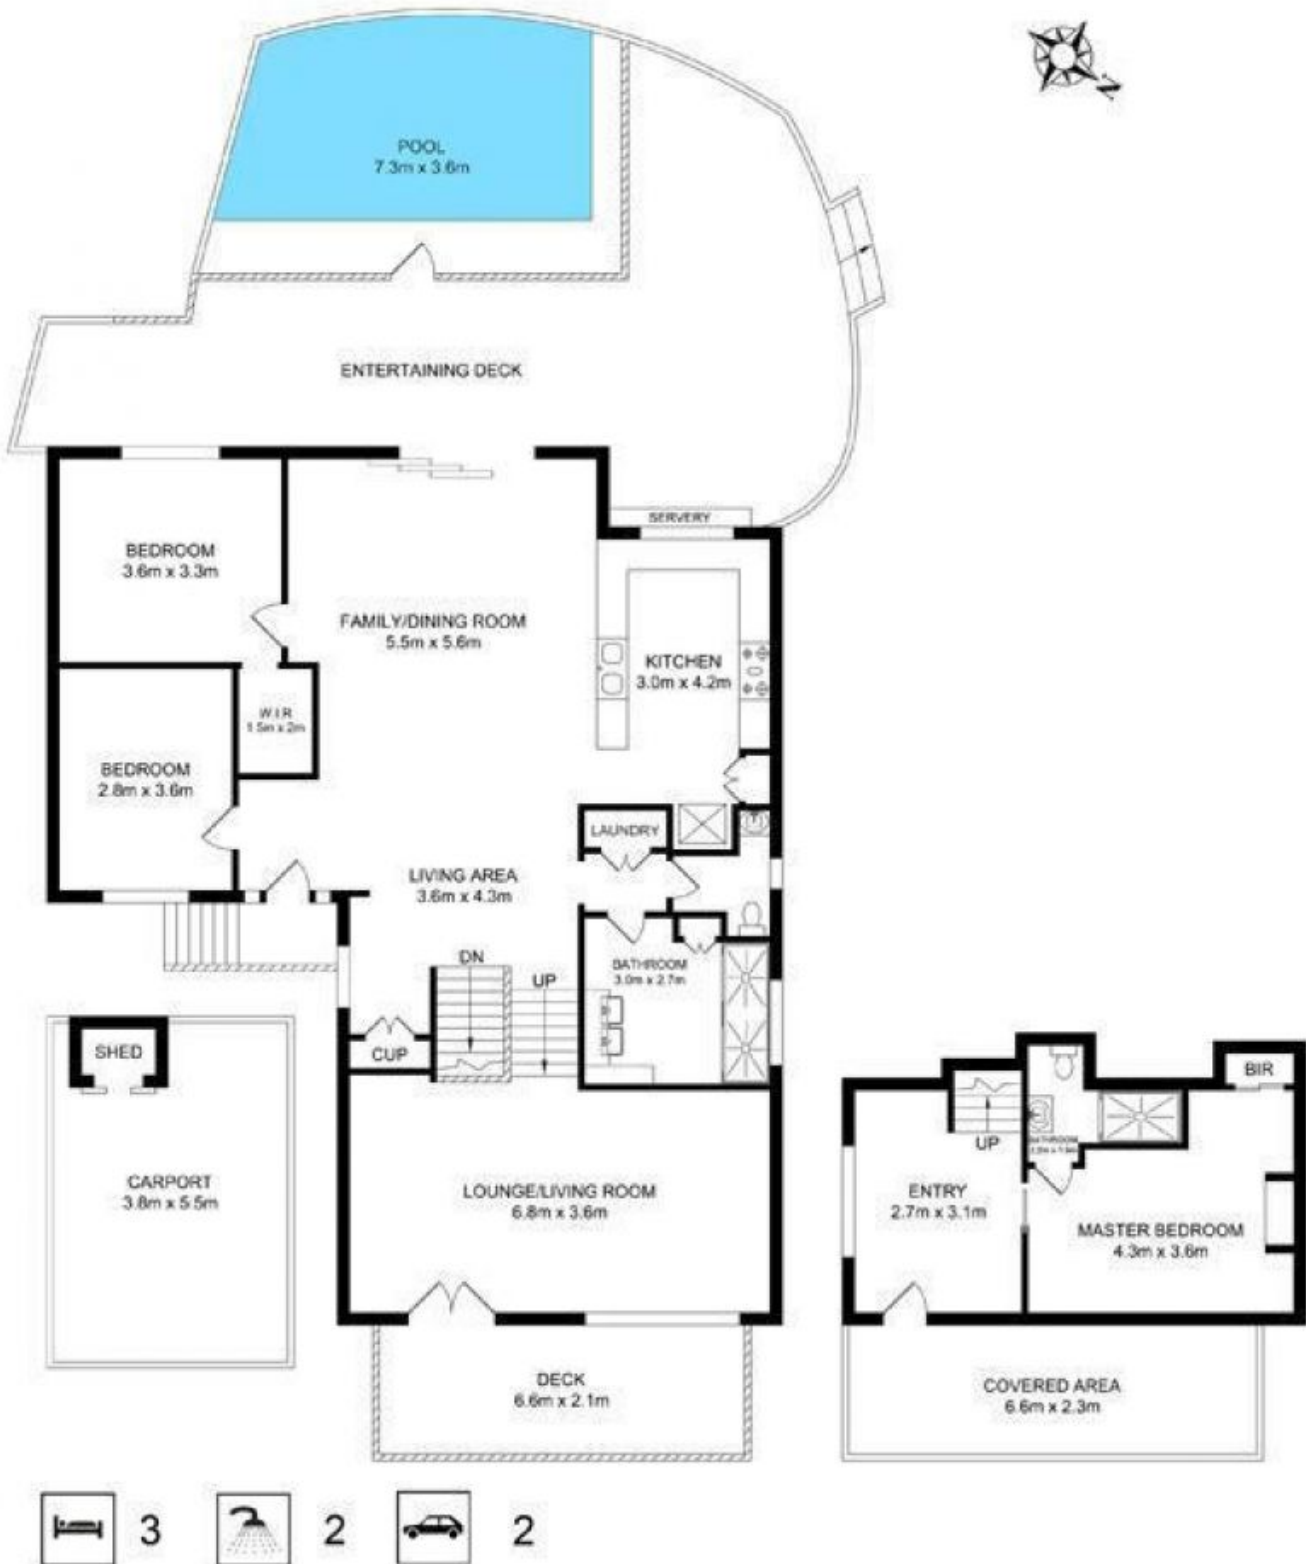 N
POOL
7.3m x 3.6m
ENTERTAINING DECK
SERVERY
BEDROOM
3.6m x 3.3m
FAMILY/DINING ROOM
5.5m x 5.6m
KITCHEN
3.0m x 4.2m
W.I.R
1.5m x 2m
BEDROOM
2.8m x 3.6m
LAUNDRY
LIVING AREA
3.6m x 4.3m
DN
UP
BATHROOM
3.0m x 2.7m
CUP
SHED
CARPORT
3.8m x 5.5m
LOUNGE/LIVING ROOM
6.8m x 3.6m
DECK
6.6m x 2.1m
BIR
UP
BATHROOM
ENTRY
2.7m x 3.1m
MASTER BEDROOM
4.3m x 3.6m
COVERED AREA
6.6m x 2.3m
3 2 2